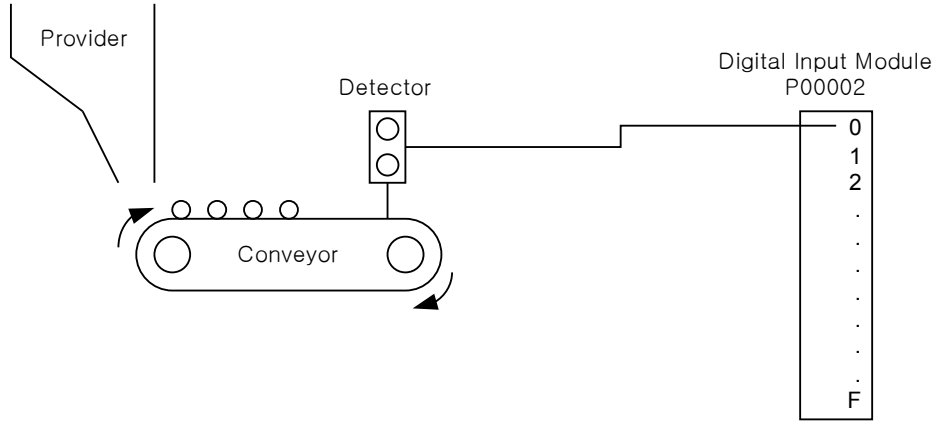 Provider
Detector
Digital Input Module
P00002
0
1
2
.
.
.
.
.
.
.
F
Conveyor